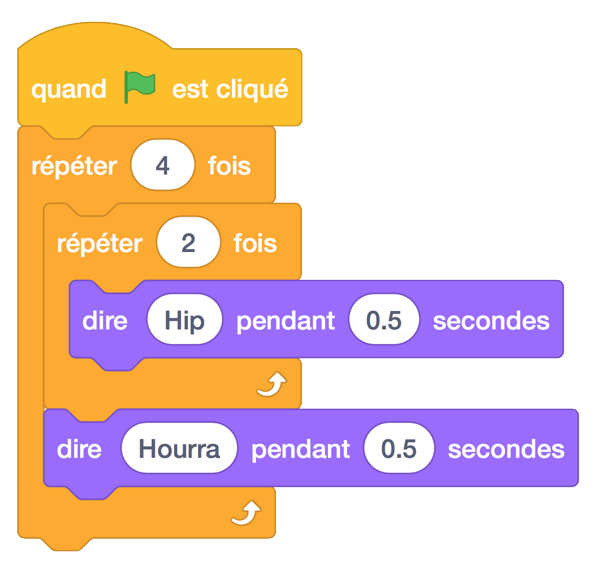 quand est cliqué
répéter 4 fois
répéter 2 fois
dire Hip pendant 0.5 secondes
dire Hourra pendant 0.5 secondes